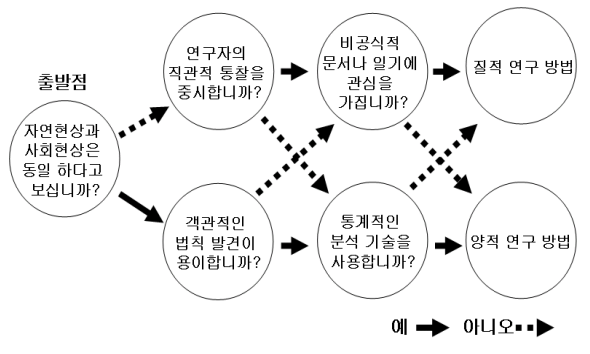 출발점
자연현상과
사회현상은
동일 하다고
보십니까?
연구자의
직관적 통찰을
중시합니까?
비공식적
문서나 일기에
관심을
가집니까?
질적 연구 방법
객관적인
법칙 발견이
용이합니까?
통계적인
분석 기술을
사용합니까?
양적 연구 방법
예 아니오